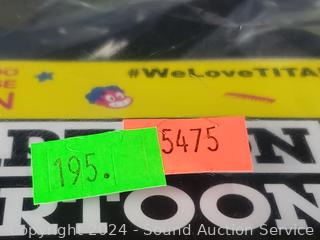 #WeLoveTITA
N
5475
195.
RTOON
Copyright 2024 - Sound Auction Service